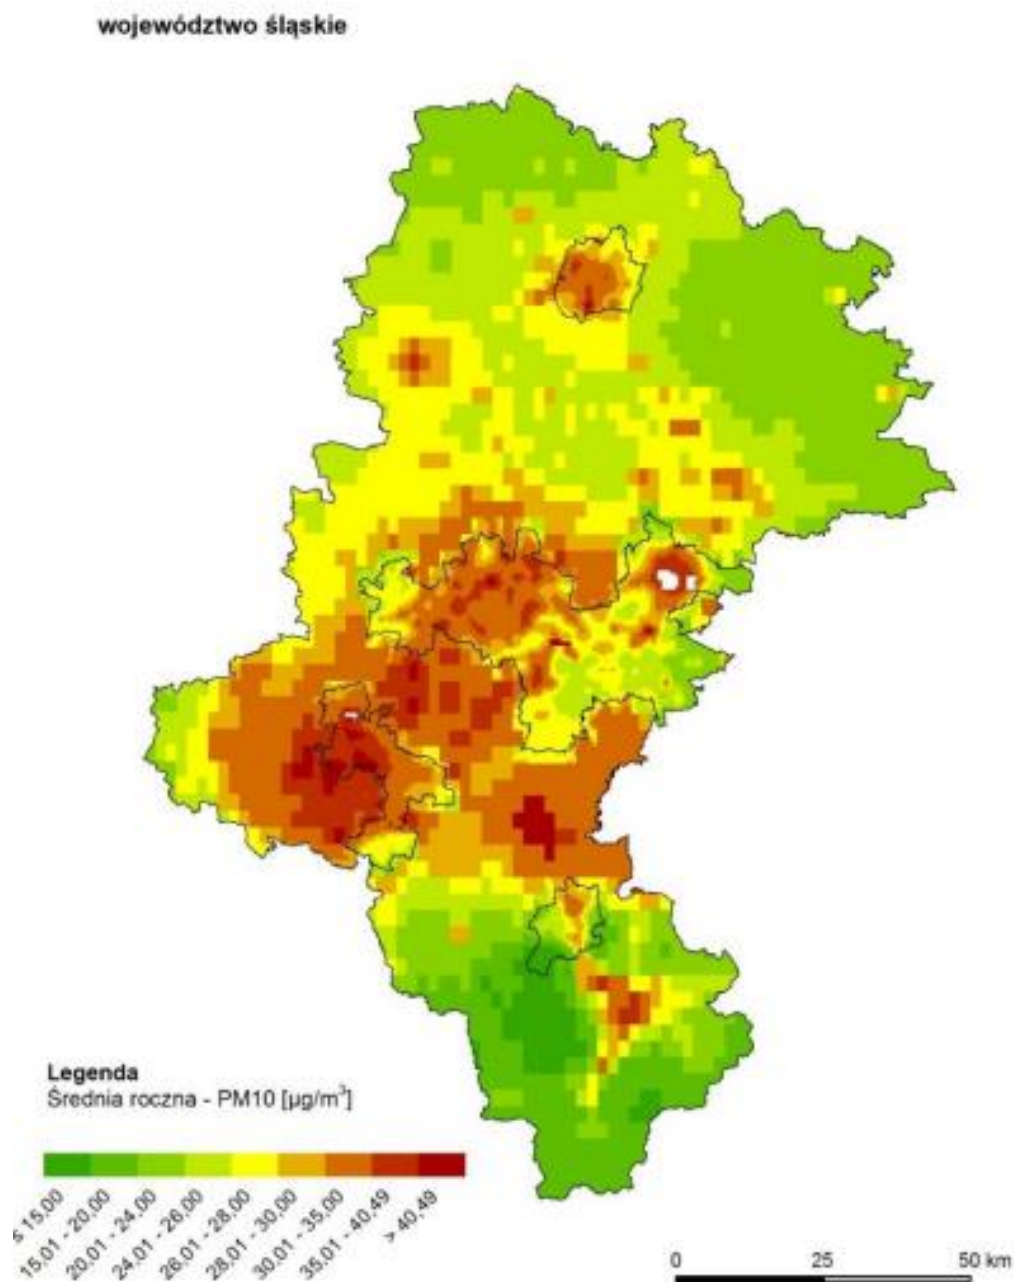 województwo śląskie
Legenda
Średnia roczna - PM10 [µg/m³]
≤ 15,00
15,01 - 20,00
20,01 - 24,00
24,01 - 26,00
26,01 - 28,00
28,01 - 30,00
30,01 - 35,00
35,01 - 40,49
> 40,49
0 25 50 km